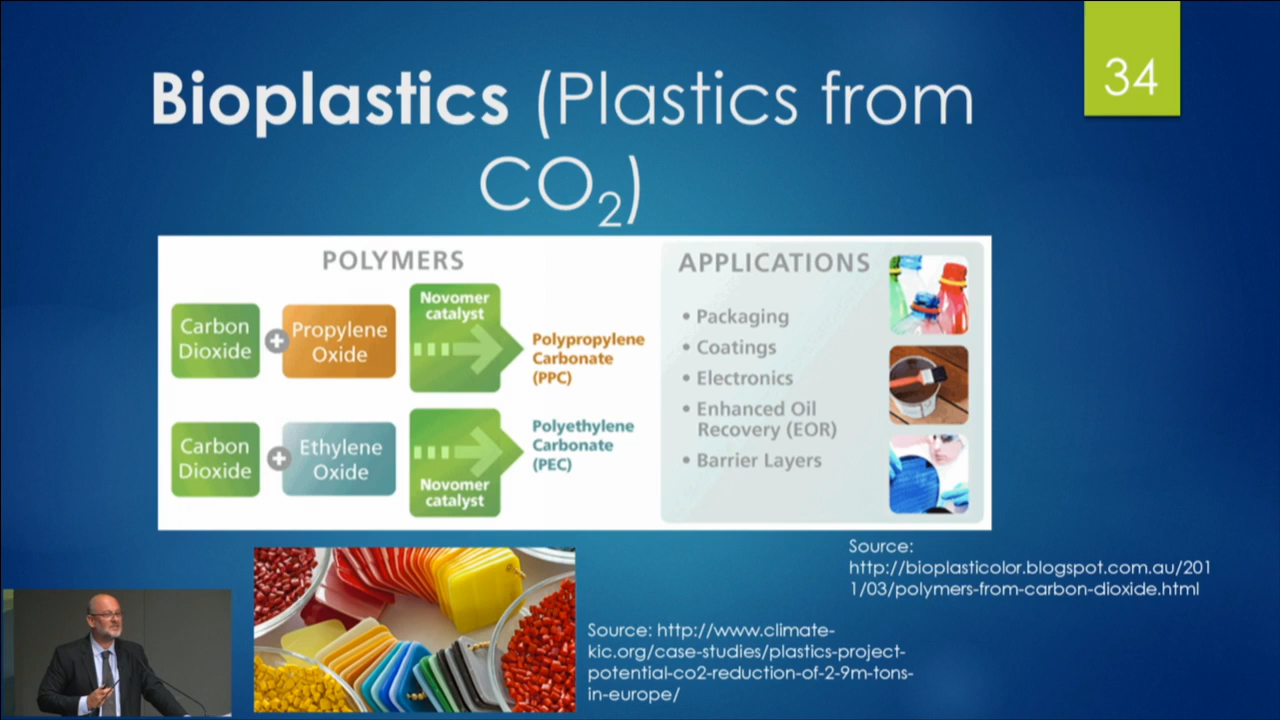 34
Bioplastics (Plastics from
CO₂)
POLYMERS
Carbon
Dioxide
+
Propylene
Oxide
Novomer
catalyst
Polypropylene
Carbonate
(PPC)
Carbon
Dioxide
+
Ethylene
Oxide
Novomer
catalyst
Polyethylene
Carbonate
(PEC)
APPLICATIONS
• Packaging
• Coatings
• Electronics
• Enhanced Oil
Recovery (EOR)
• Barrier Layers
Source:
http://bioplasticolor.blogspot.com.au/201
1/03/polymers-from-carbon-dioxide.html
Source: http://www.climate-
kic.org/case-studies/plastics-project-
potential-co2-reduction-of-2-9m-tons-
in-europe/